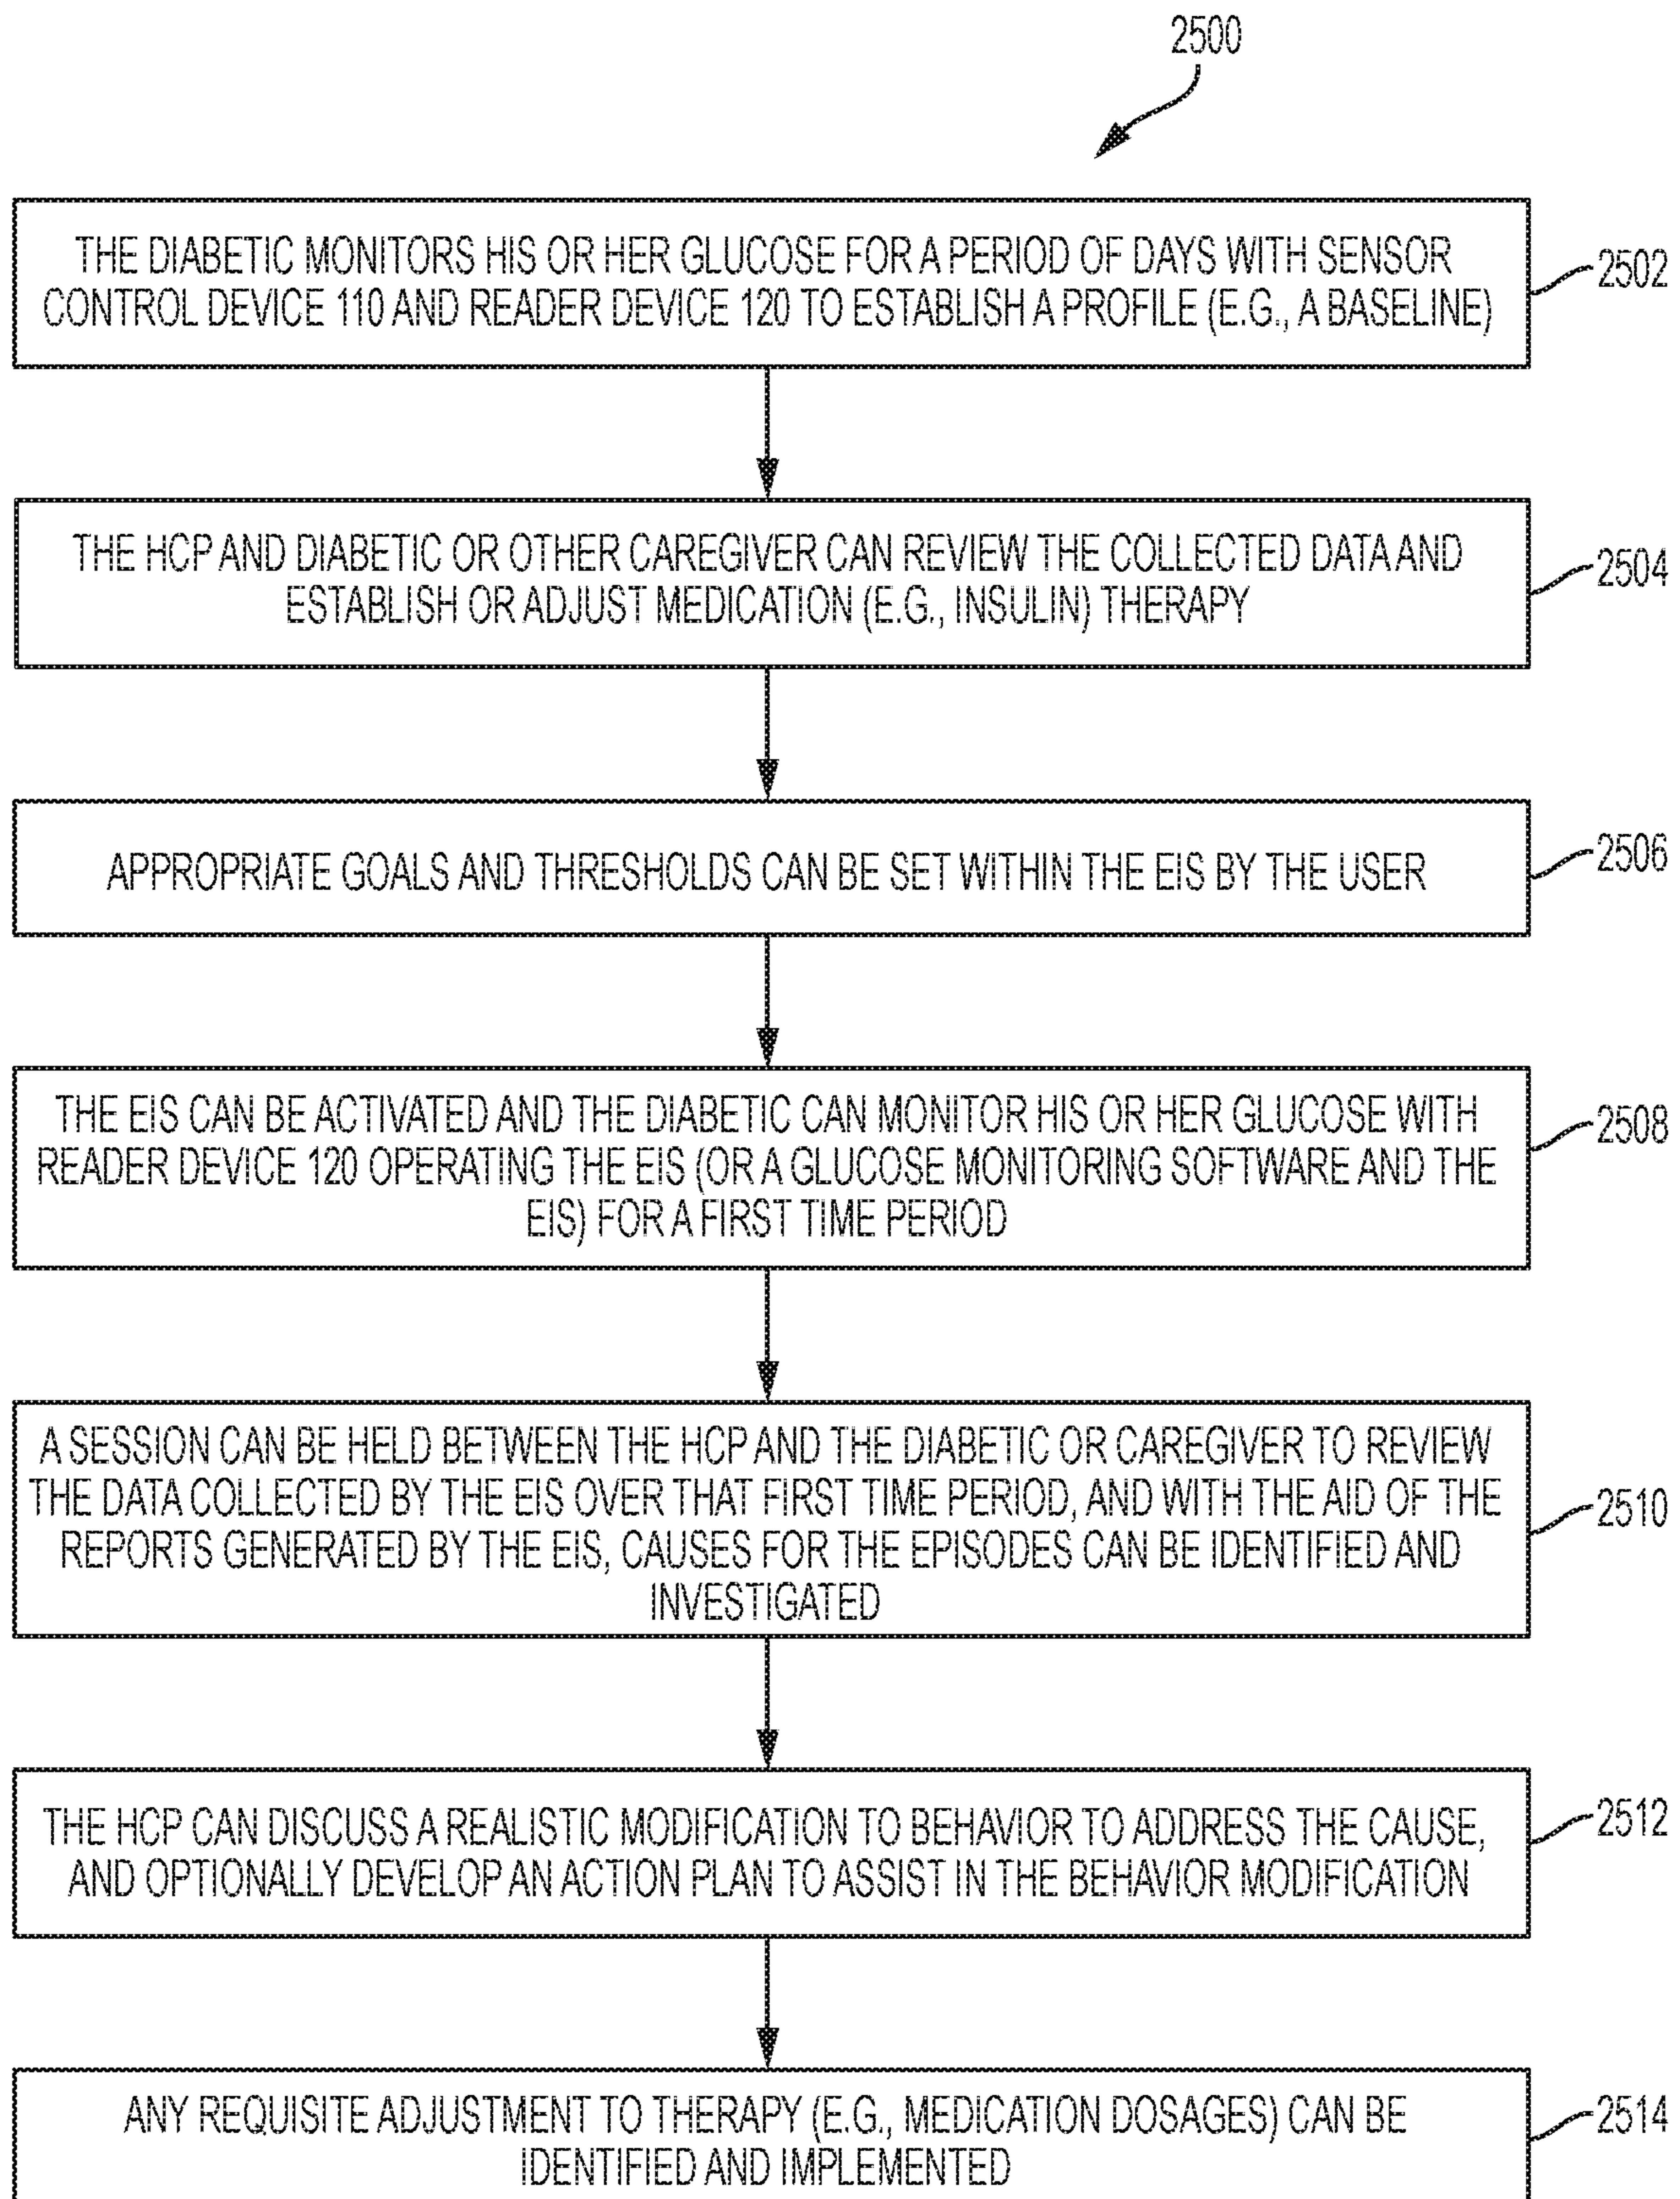 2500
THE DIABETIC MONITORS HIS OR HER GLUCOSE FOR A PERIOD OF DAYS WITH SENSOR
CONTROL DEVICE 110 AND READER DEVICE 120 TO ESTABLISH A PROFILE (E.G., A BASELINE)
2502
THE HCP AND DIABETIC OR OTHER CAREGIVER CAN REVIEW THE COLLECTED DATA AND
ESTABLISH OR ADJUST MEDICATION (E.G., INSULIN) THERAPY
2504
APPROPRIATE GOALS AND THRESHOLDS CAN BE SET WITHIN THE EIS BY THE USER
2506
THE EIS CAN BE ACTIVATED AND THE DIABETIC CAN MONITOR HIS OR HER GLUCOSE WITH
READER DEVICE 120 OPERATING THE EIS (OR A GLUCOSE MONITORING SOFTWARE AND THE
EIS) FOR A FIRST TIME PERIOD
2508
A SESSION CAN BE HELD BETWEEN THE HCP AND THE DIABETIC OR CAREGIVER TO REVIEW
THE DATA COLLECTED BY THE EIS OVER THAT FIRST TIME PERIOD, AND WITH THE AID OF THE
REPORTS GENERATED BY THE EIS, CAUSES FOR THE EPISODES CAN BE IDENTIFIED AND
INVESTIGATED
2510
THE HCP CAN DISCUSS A REALISTIC MODIFICATION TO BEHAVIOR TO ADDRESS THE CAUSE,
AND OPTIONALLY DEVELOP AN ACTION PLAN TO ASSIST IN THE BEHAVIOR MODIFICATION
2512
ANY REQUISITE ADJUSTMENT TO THERAPY (E.G., MEDICATION DOSAGES) CAN BE
IDENTIFIED AND IMPLEMENTED
2514